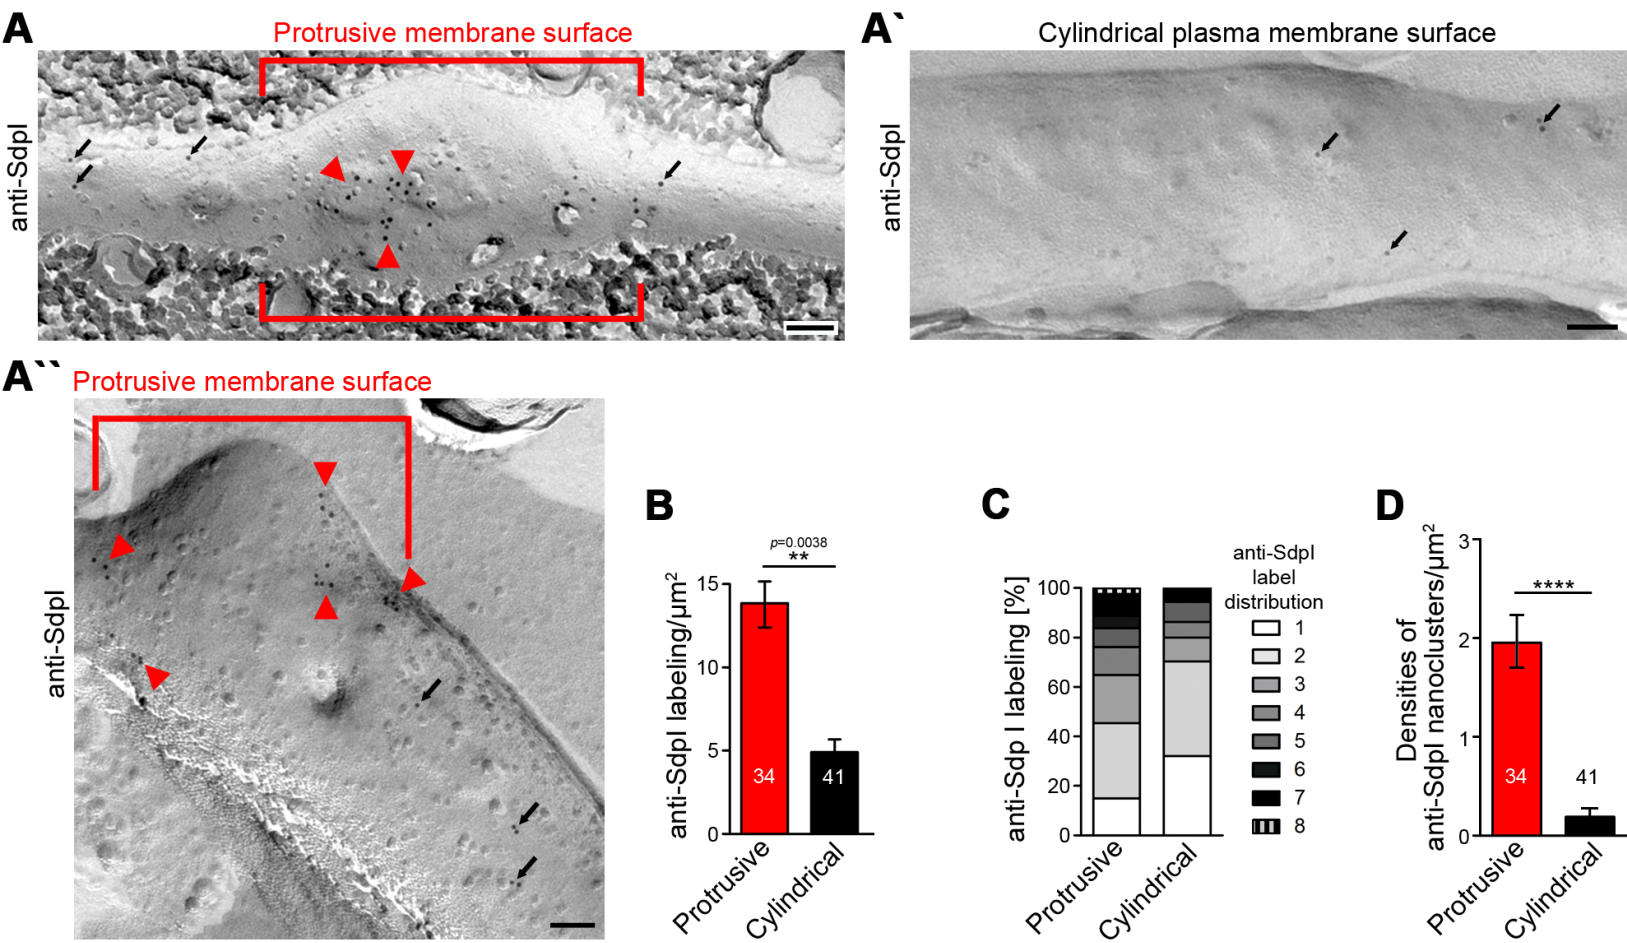 A
Protrusive membrane surface
anti-SdpI
A`
Cylindrical plasma membrane surface
anti-SdpI
A``
Protrusive membrane surface
anti-SdpI
B
anti-SdpI labeling/µm2
15
10
5
0
p=0.0038
**
34
41
Protrusive
Cylindrical
C
anti-Sdp I labeling [%]
100
80
60
40
20
0
Protrusive
Cylindrical
anti-SdpI
label
distribution
1
2
3
4
5
6
7
8
D
Densities of
anti-SdpI nanoclusters/µm2
3
2
1
0
****
34
41
Protrusive
Cylindrical